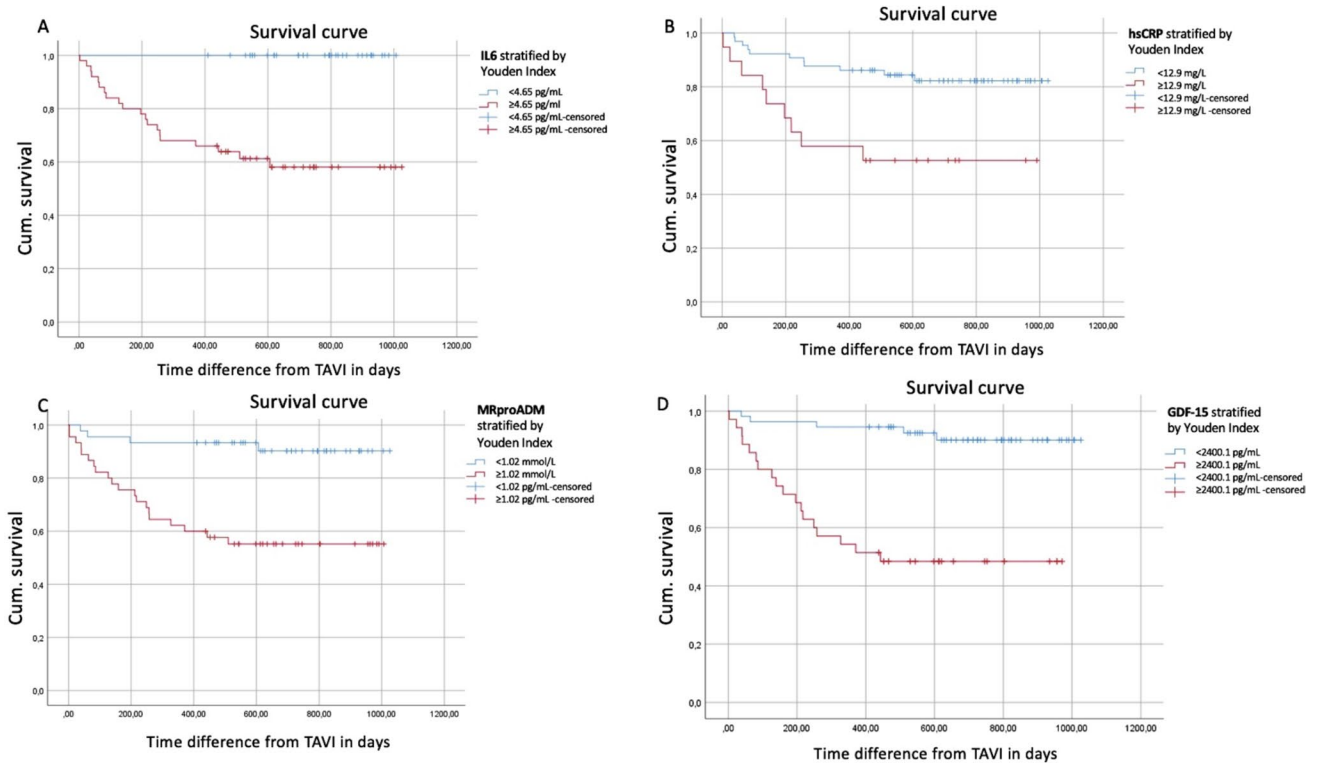 A
Survival curve
IL6 stratified by
Youden Index
<4.65 pg/mL
≥4.65 pg/ml
<4.65 pg/mL-censored
≥4.65 pg/mL -censored
Cum. survival
1,0
0,8
0,6
0,4
0,2
0,0
,00 200,00 400,00 600,00 800,00 1000,00 1200,00
Time difference from TAVI in days
B
Survival curve
hsCRP stratified by
Youden Index
<12.9 mg/L
≥12.9 mg/L
<12.9 mg/L-censored
≥12.9 mg/L -censored
Cum. survival
1,0
0,8
0,6
0,4
0,2
0,0
,00 200,00 400,00 600,00 800,00 1000,00 1200,00
Time difference from TAVI in days
C
Survival curve
MRproADM
stratified by
Youden Index
<1.02 mmol/L
≥1.02 mmol/L
<1.02 pg/mL-censored
≥1.02 pg/mL -censored
Cum. survival
1,0
0,8
0,6
0,4
0,2
0,0
,00 200,00 400,00 600,00 800,00 1000,00 1200,00
Time difference from TAVI in days
D
Survival curve
GDF-15 stratified
by Youden Index
<2400.1 pg/mL
≥2400.1 pg/mL
<2400.1 pg/mL-censored
≥2400.1 pg/mL -censored
Cum. survival
1,0
0,8
0,6
0,4
0,2
0,0
,00 200,00 400,00 600,00 800,00 1000,00 1200,00
Time difference from TAVI in days